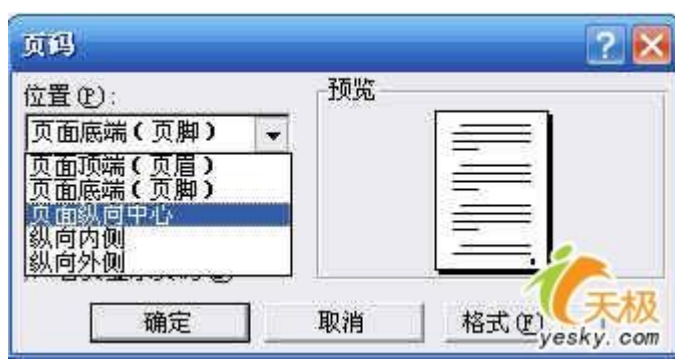 页码
位置(P):
预览
页面底端(页脚)
页面顶端(页眉)
页面底端(页脚)
页面纵向中心
纵向内侧
纵向外侧
确定
取消
格式(F)
天极
yesky.com